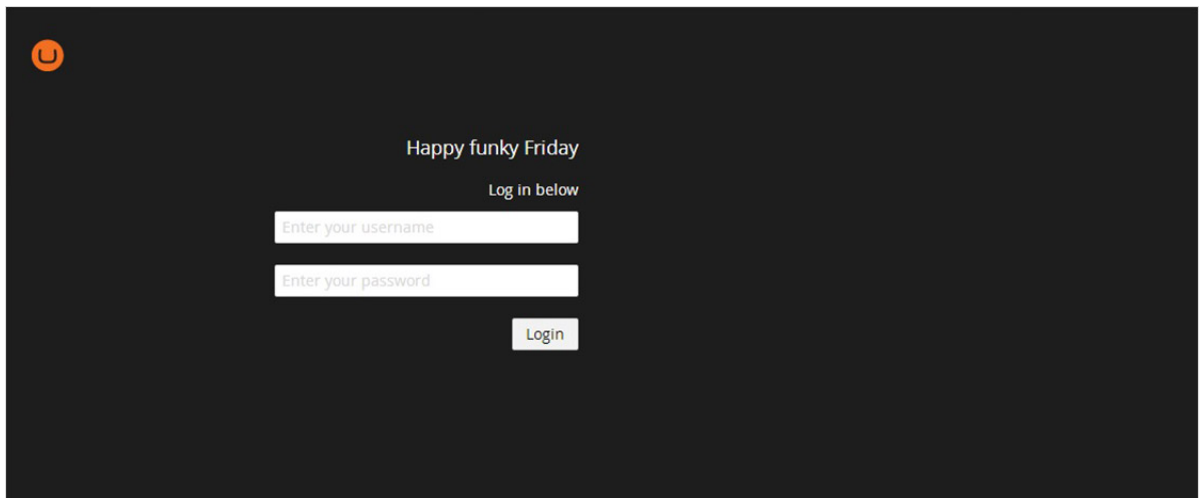 Happy funky Friday
Log in below
Enter your username
Enter your password
Login